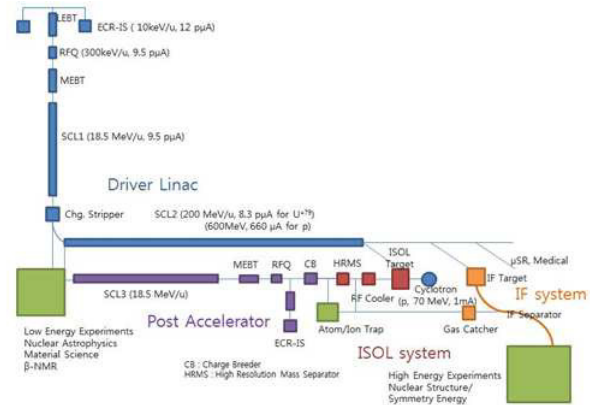 LEBT
ECR-IS ( 10keV/u, 12 pµA)
RFQ (300keV/u, 9.5 pµA)
MEBT
SCL1 (18.5 MeV/u, 9.5 pµA)
Driver Linac
Chg. Stripper
SCL2 (200 MeV/u, 8.3 pµA for U⁺⁷⁹)
(600MeV, 660 µA for p)
µSR, Medical
MEBT
RFQ
CB
HRMS
ISOL
Target
IF Target
SCL3 (18.5 MeV/u)
RF Cooler
Cyclotron
(p, 70 MeV, 1mA)
IF system
Post Accelerator
ECR-IS
Atom/Ion Trap
Gas Catcher
IF Separator
Low Energy Experiments
Nuclear Astrophysics
Material Science
β-NMR
ISOL system
CB : Charge Breeder
HRMS : High Resolution Mass Separator
High Energy Experiments
Nuclear Structure/
Symmetry Energy